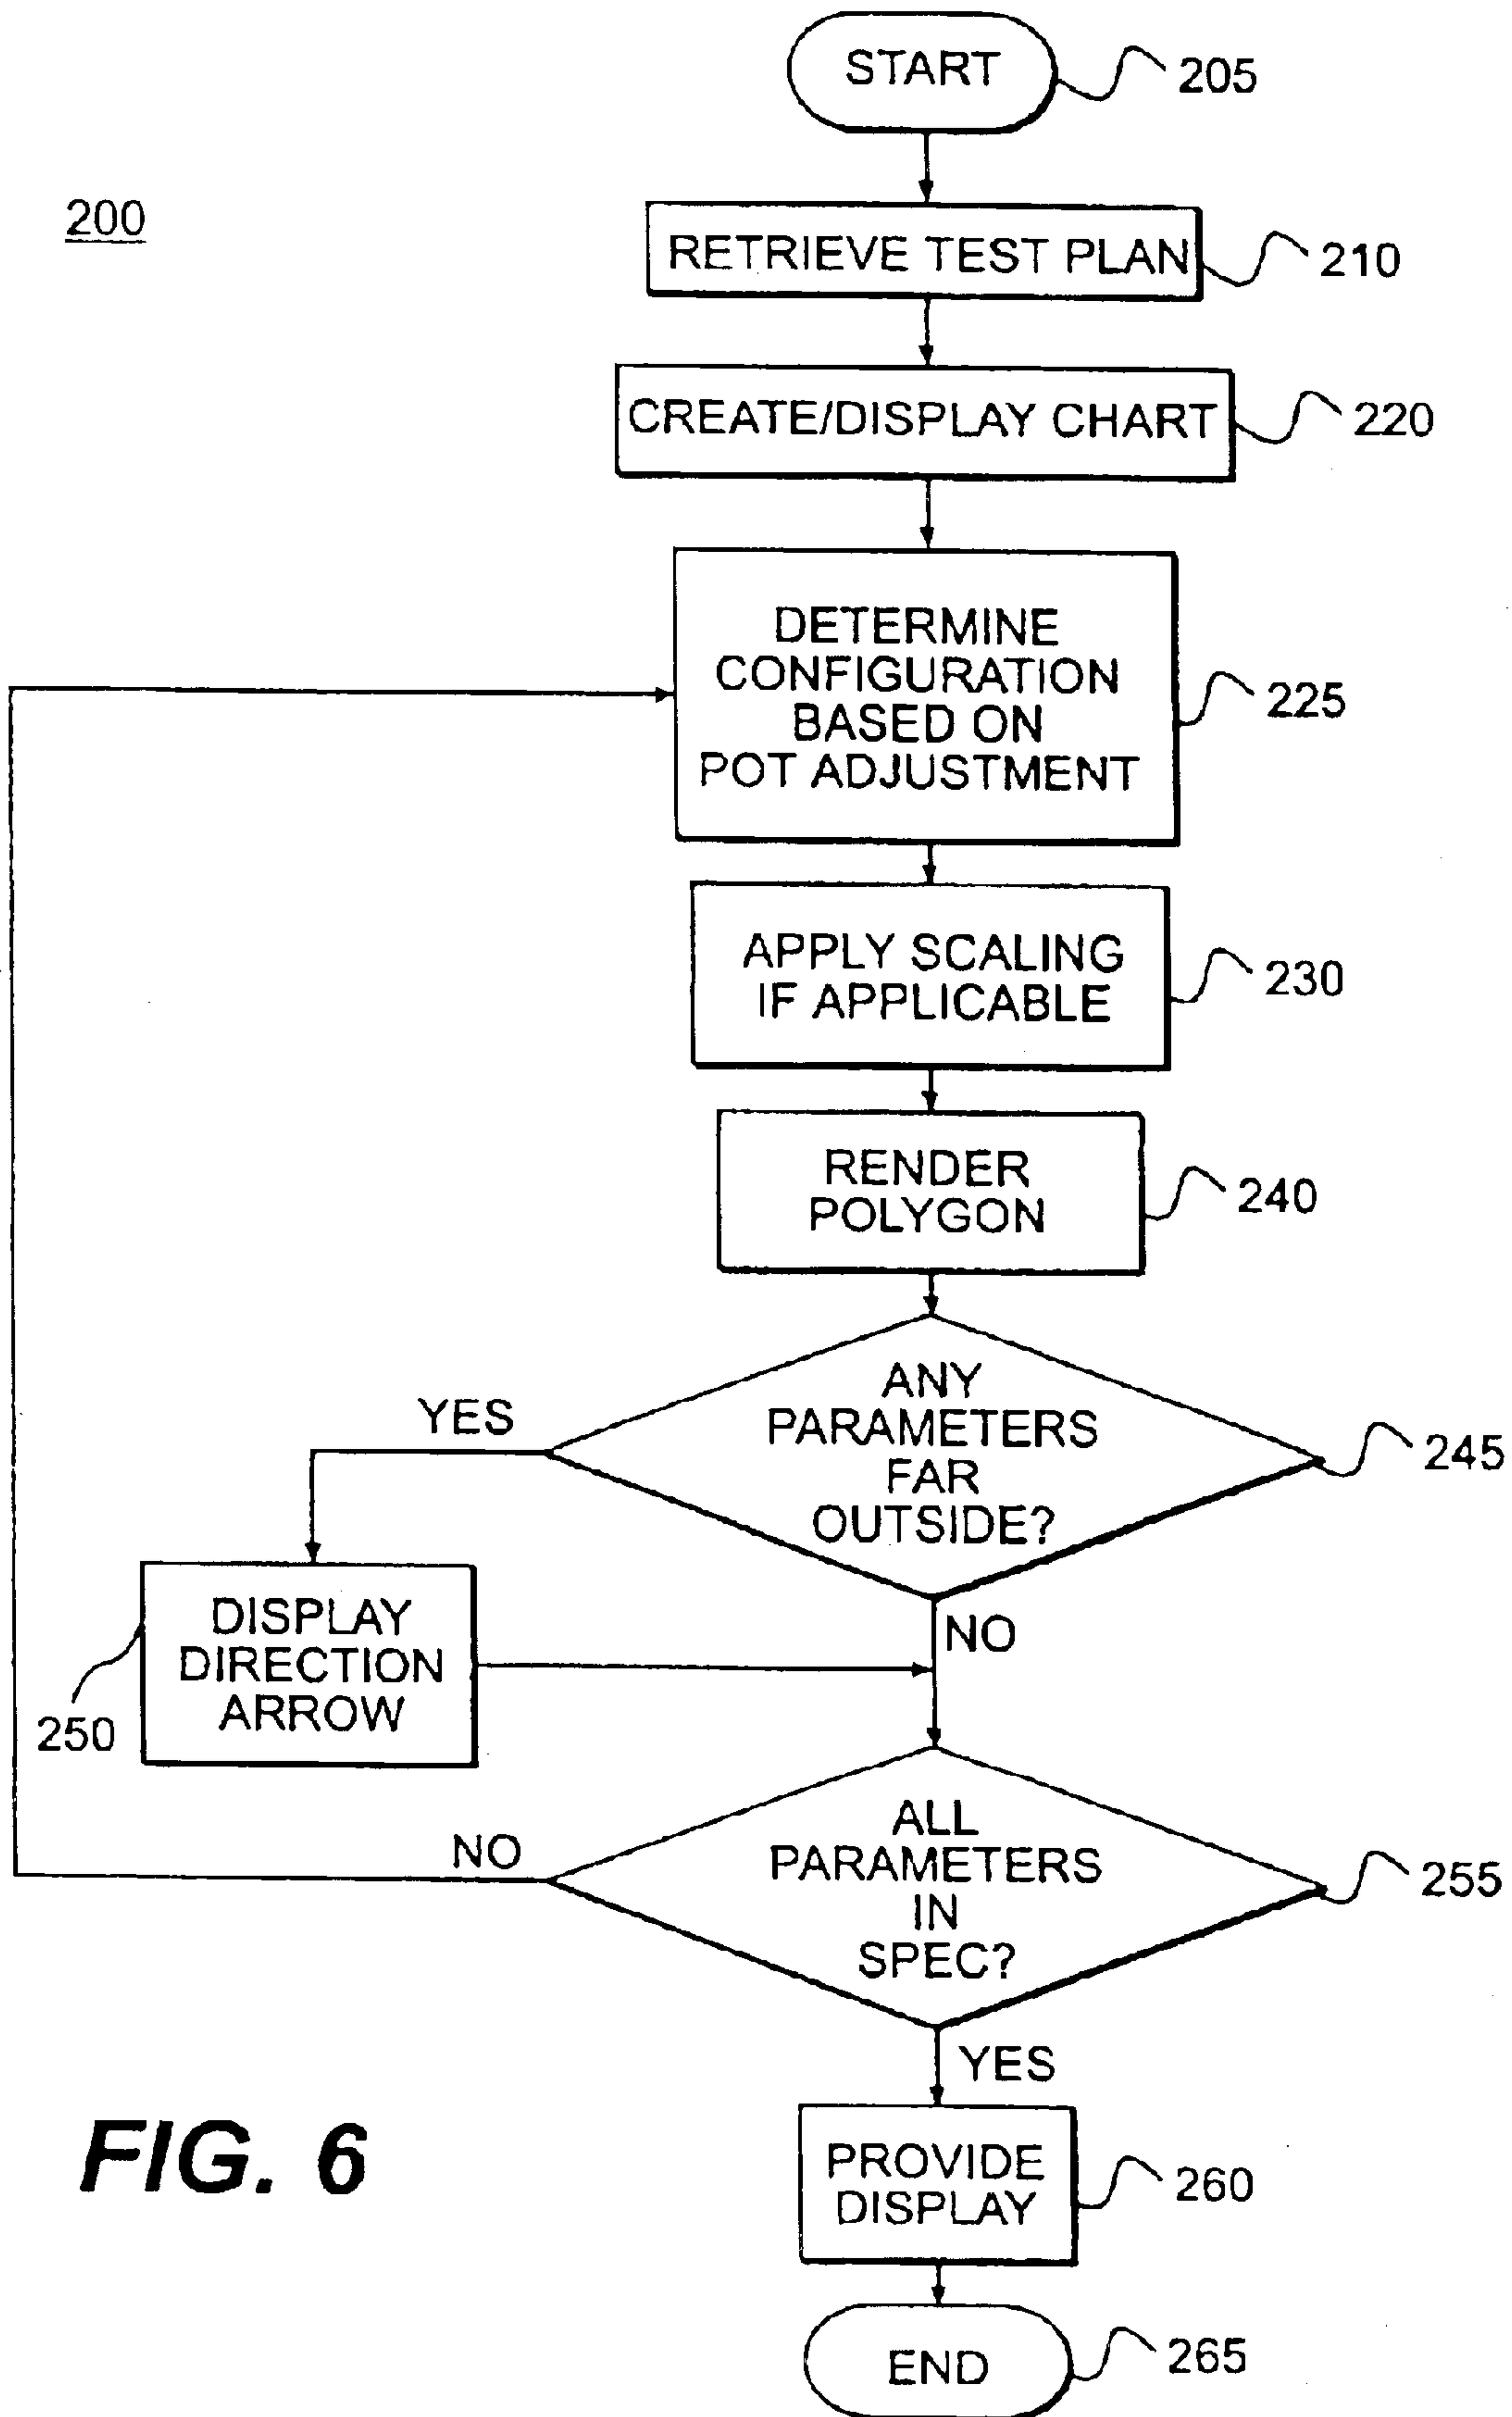 START
205
200
RETRIEVE TEST PLAN
210
CREATE/DISPLAY CHART
220
DETERMINE
CONFIGURATION
BASED ON
POT ADJUSTMENT
225
APPLY SCALING
IF APPLICABLE
230
RENDER
POLYGON
240
ANY
PARAMETERS
FAR
OUTSIDE?
245
YES
NO
DISPLAY
DIRECTION
ARROW
250
ALL
PARAMETERS
IN
SPEC?
255
NO
YES
PROVIDE
DISPLAY
260
FIG. 6
END
265